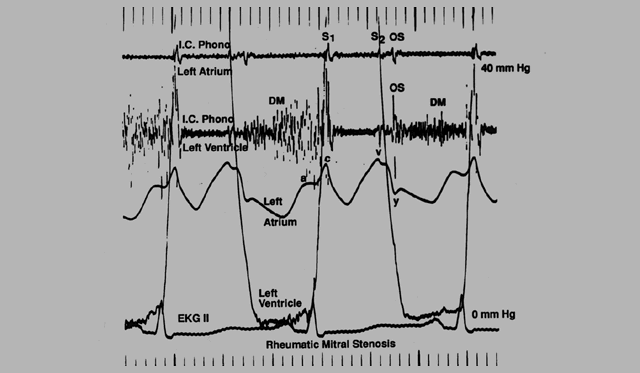 S1 S2 OS
I.C. Phono
Left Atrium
40 mm Hg
OS
DM DM
I.C. Phono
Left Ventricle
v
c
a
Left
Atrium
y
Left
Ventricle
EKG II
0 mm Hg
Rheumatic Mitral Stenosis